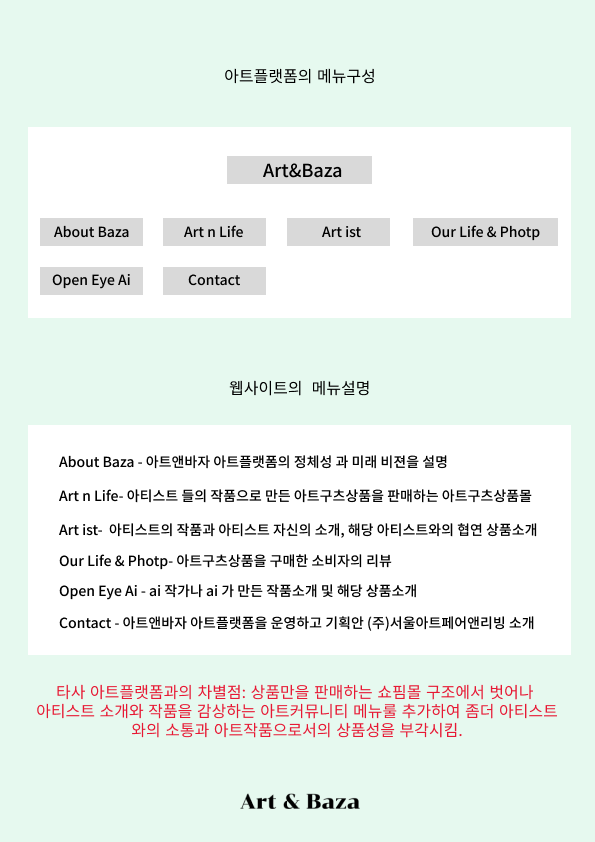 아트플랫폼의 메뉴구성
Art&Baza
About Baza
Art n Life
Art ist
Our Life & Photp
Open Eye Ai
Contact
웹사이트의 메뉴설명
About Baza - 아트앤바자 아트플랫폼의 정체성 과 미래 비젼을 설명
Art n Life- 아티스트 들의 작품으로 만든 아트구츠상품을 판매하는 아트구츠상품몰
Art ist- 아티스트의 작품과 아티스트 자신의 소개, 해당 아티스트와의 협연 상품소개
Our Life & Photp- 아트구츠상품을 구매한 소비자의 리뷰
Open Eye Ai - ai 작가나 ai 가 만든 작품소개 및 해당 상품소개
Contact - 아트앤바자 아트플랫폼을 운영하고 기획안 (주)서울아트페어앤리빙 소개
타사 아트플랫폼과의 차별점: 상품만을 판매하는 쇼핑몰 구조에서 벗어나
아티스트 소개와 작품을 감상하는 아트커뮤니티 메뉴룰 추가하여 좀더 아티스트
와의 소통과 아트작품으로서의 상품성을 부각시킴.
Art & Baza